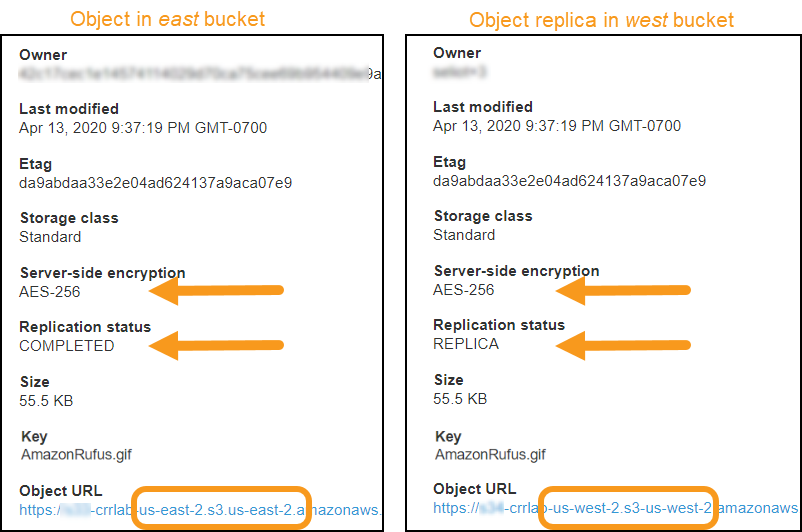 Object in east bucket
Owner
9a
Last modified
Apr 13, 2020 9:37:19 PM GMT-0700
Etag
da9abdaa33e2e04ad624137a9aca07e9
Storage class
Standard
Server-side encryption
AES-256
Replication status
COMPLETED
Size
55.5 KB
Key
AmazonRufus.gif
Object URL
https:/ -crrlab-us-east-2.s3.us-east-2.amazonaws.
Object replica in west bucket
Owner
Last modified
Apr 13, 2020 9:37:19 PM GMT-0700
Etag
da9abdaa33e2e04ad624137a9aca07e9
Storage class
Standard
Server-side encryption
AES-256
Replication status
REPLICA
Size
55.5 KB
Key
AmazonRufus.gif
Object URL
https:// -crrlab-us-west-2.s3-us-west-2.amazonaws